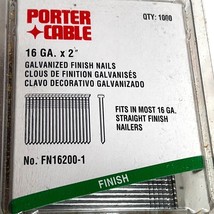 PORTER
CABLE
QTY: 1000
16 GA. x 2"
GALVANIZED FINISH NAILS
CLOUS DE FINITION GALVANISÉS
CLAVO DECORATIVO GALVANIZADO
FITS IN MOST 16 GA.
STRAIGHT FINISH
NAILERS
No. FN16200-1
FINISH